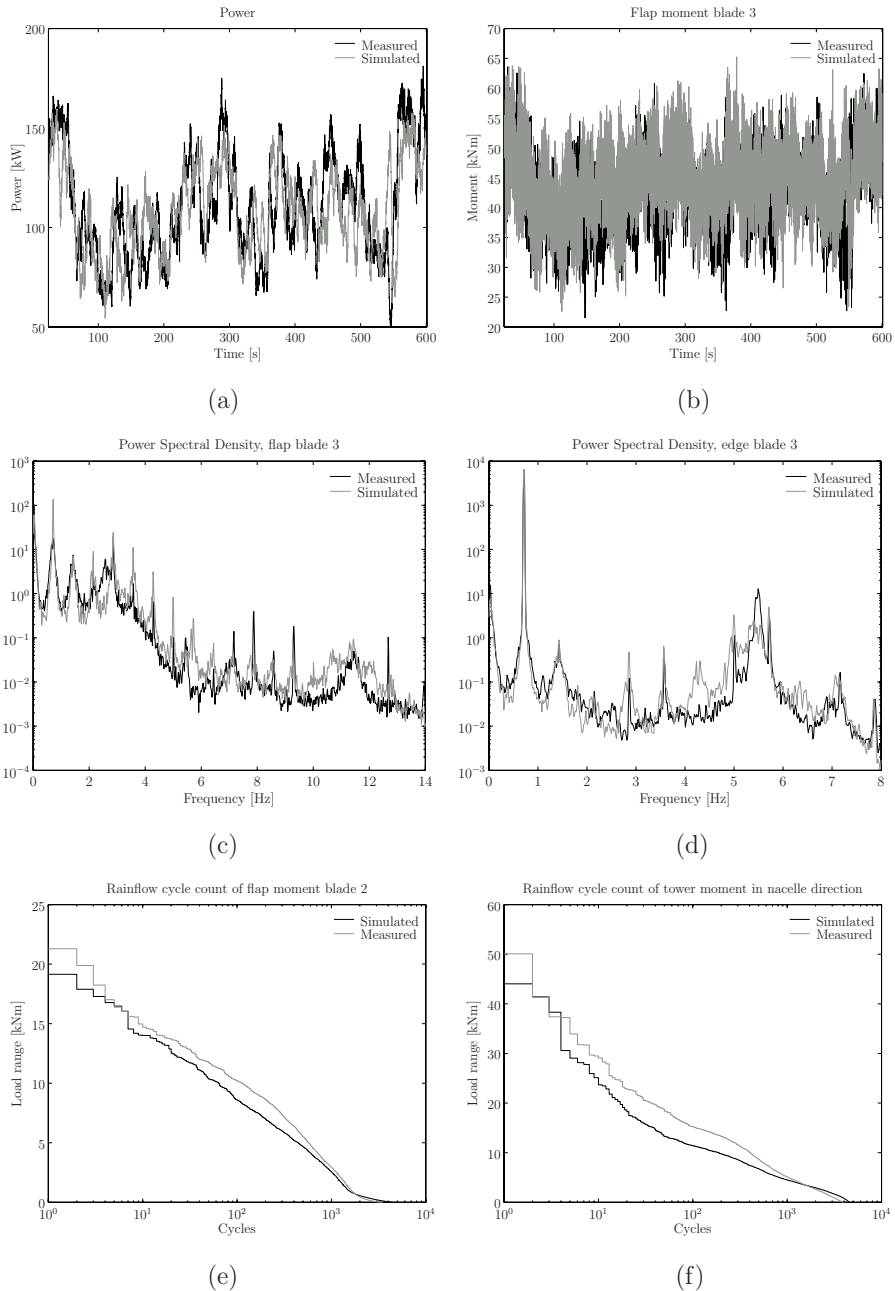 Power
Measured
Simulated
Power [kW]
200
150
100
50
100 200 300 400 500 600
Time [s]
(a)
Flap moment blade 3
Measured
Simulated
Moment [kNm]
70
65
60
55
50
45
40
35
30
25
20
100 200 300 400 500 600
Time [s]
(b)
Power Spectral Density, flap blade 3
Measured
Simulated
10^3
10^2
10^1
10^0
10^-1
10^-2
10^-3
10^-4
0 2 4 6 8 10 12 14
Frequency [Hz]
(c)
Power Spectral Density, edge blade 3
Measured
Simulated
10^4
10^3
10^2
10^1
10^0
10^-1
10^-2
10^-3
0 1 2 3 4 5 6 7 8
Frequency [Hz]
(d)
Rainflow cycle count of flap moment blade 2
Simulated
Measured
Load range [kNm]
25
20
15
10
5
0
10^0 10^1 10^2 10^3 10^4
Cycles
(e)
Rainflow cycle count of tower moment in nacelle direction
Simulated
Measured
Load range [kNm]
60
50
40
30
20
10
0
10^0 10^1 10^2 10^3 10^4
Cycles
(f)